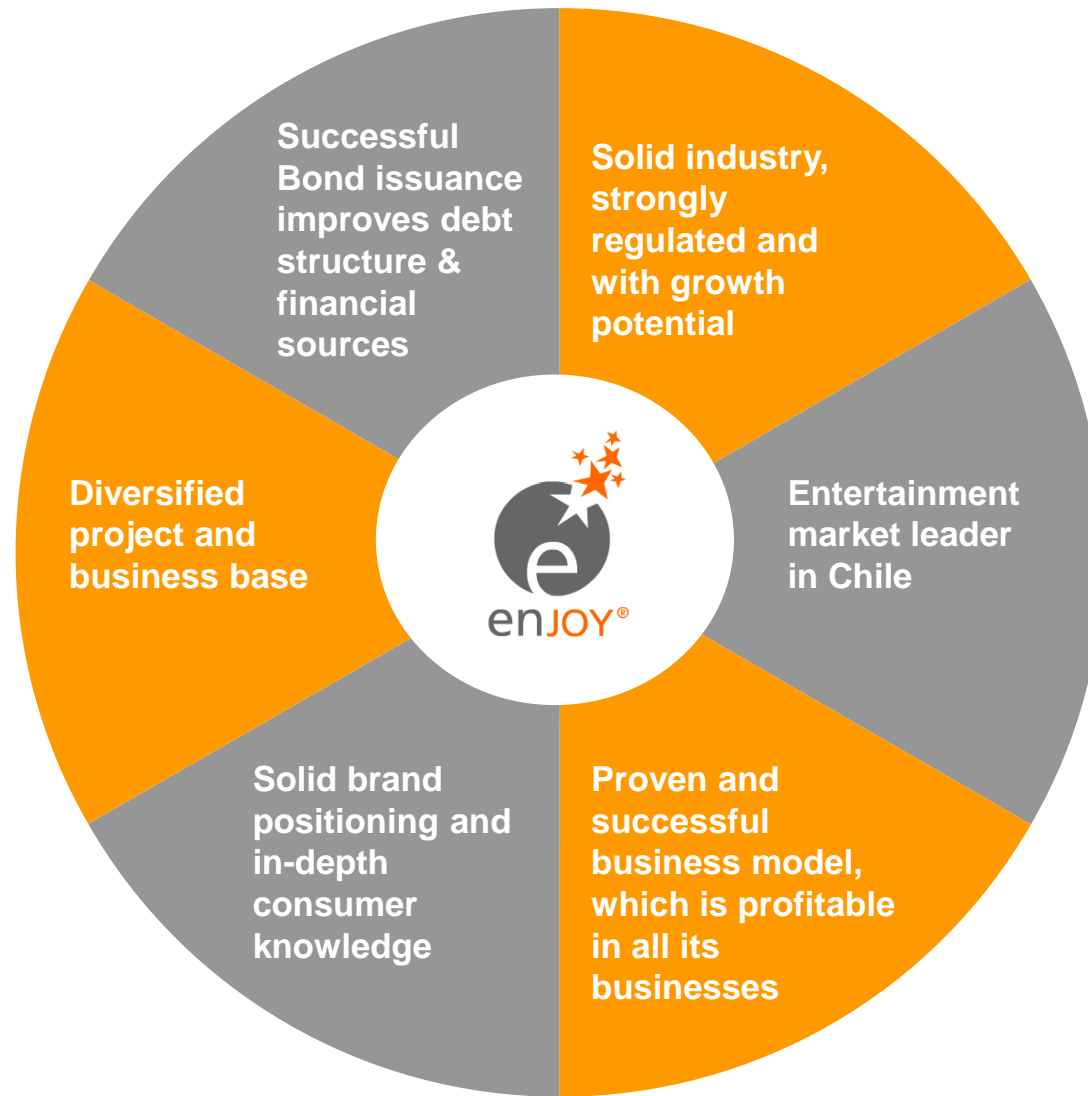 Successful
Bond issuance
improves debt
structure &
financial
sources
Solid industry,
strongly
regulated and
with growth
potential
Entertainment
market leader
in Chile
Proven and
successful
business model,
which is profitable
in all its
businesses
Solid brand
positioning and
in-depth
consumer
knowledge
Diversified
project and
business base
e
enJOY®